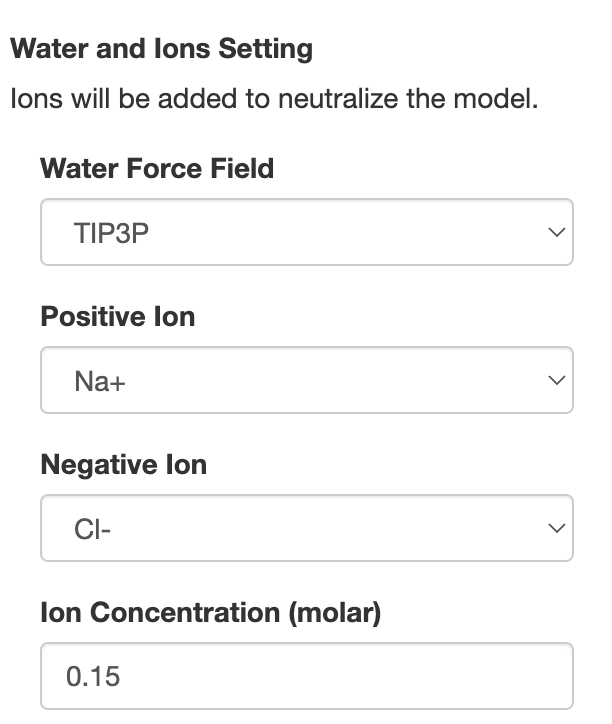 Water and Ions Setting
Ions will be added to neutralize the model.
Water Force Field
TIP3P
Positive Ion
Na+
Negative Ion
Cl-
Ion Concentration (molar)
0.15